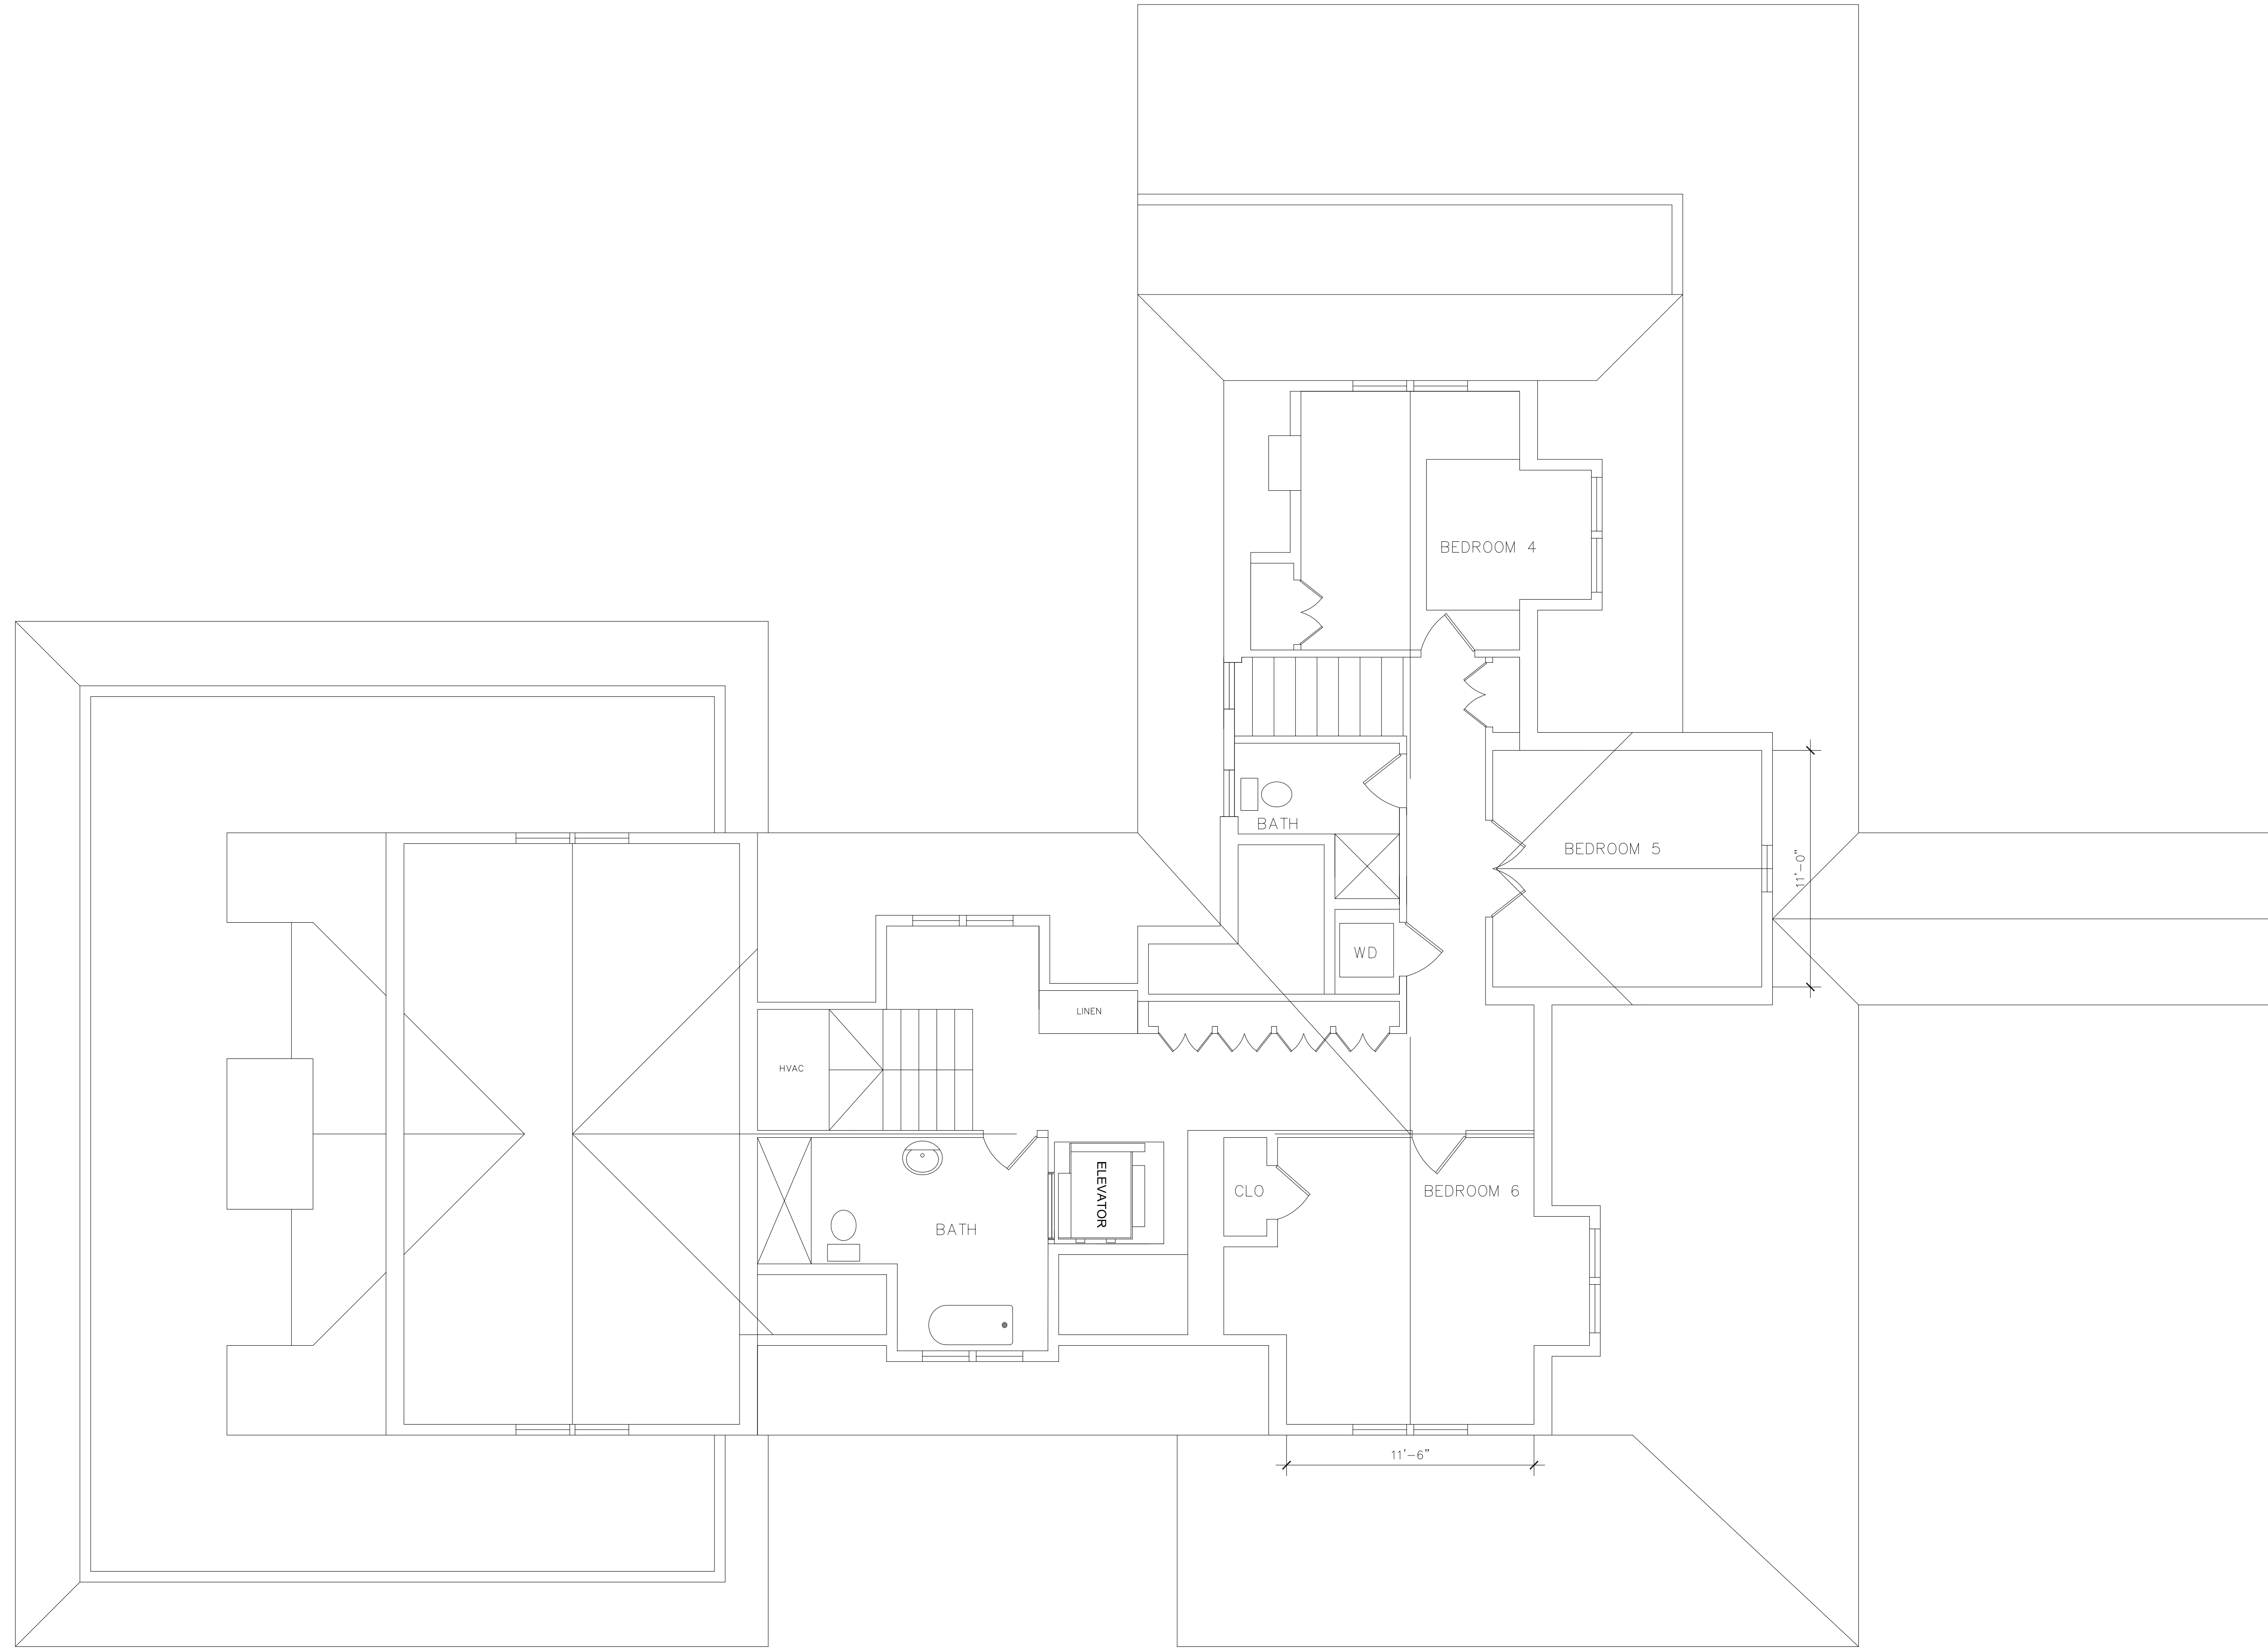 BEDROOM 4
BATH
BEDROOM 5
11'-0"
WD
LINEN
HVAC
ELEVATOR
CLO
BEDROOM 6
BATH
11'-6"